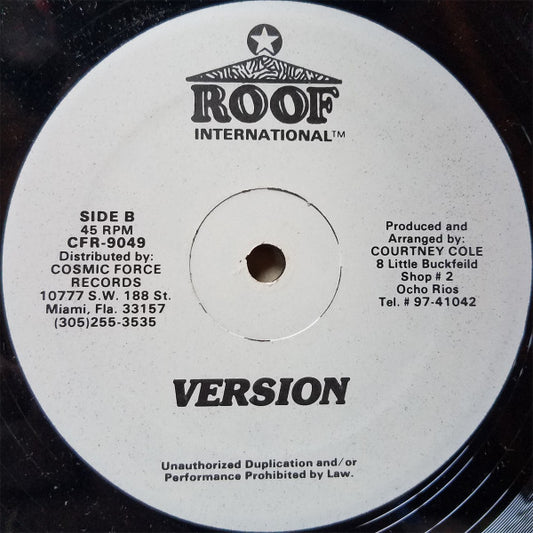 ROOF
INTERNATIONAL™
SIDE B
45 RPM
CFR-9049
Distributed by:
COSMIC FORCE
RECORDS
10777 S.W. 188 St.
Miami, Fla. 33157
(305)255-3535
Produced and
Arranged by:
COURTNEY COLE
8 Little Buckfeild
Shop # 2
Ocho Rios
Tel. # 97-41042
VERSION
Unauthorized Duplication and/or
Performance Prohibited by Law.